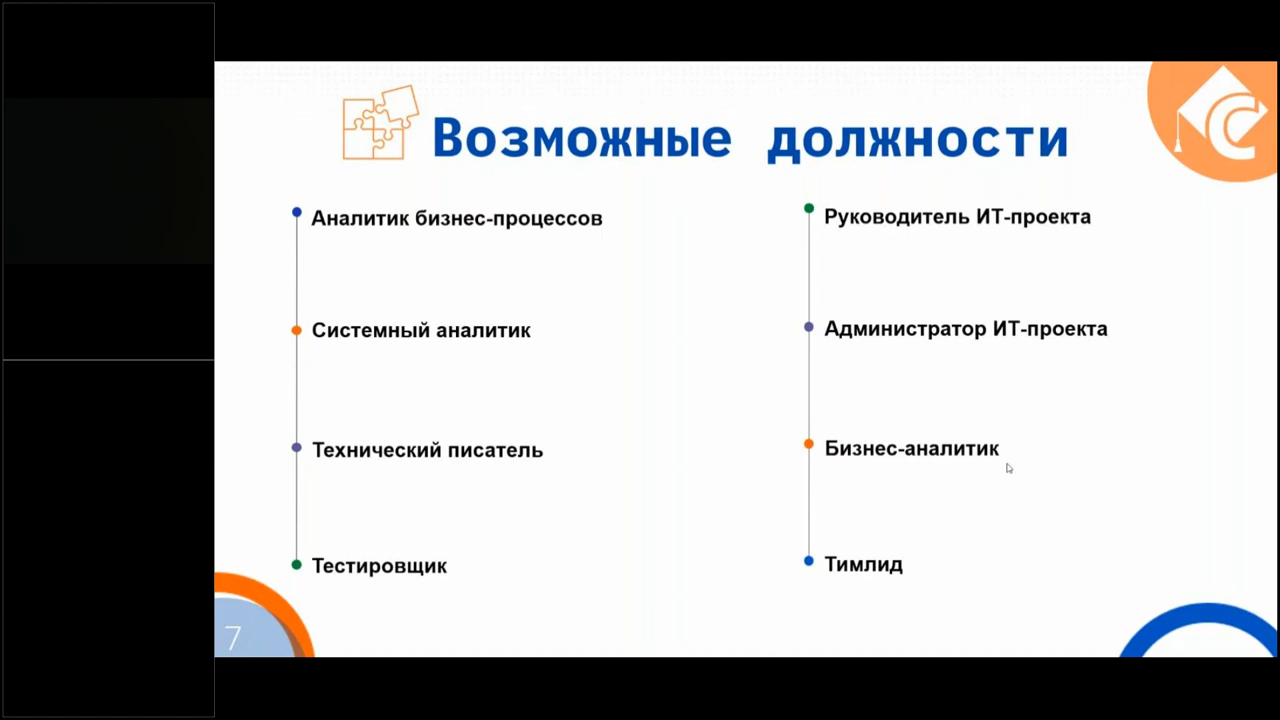 Возможные должности
Аналитик бизнес-процессов
Системный аналитик
Технический писатель
Тестировщик
Руководитель ИТ-проекта
Администратор ИТ-проекта
Бизнес-аналитик
Тимлид
7